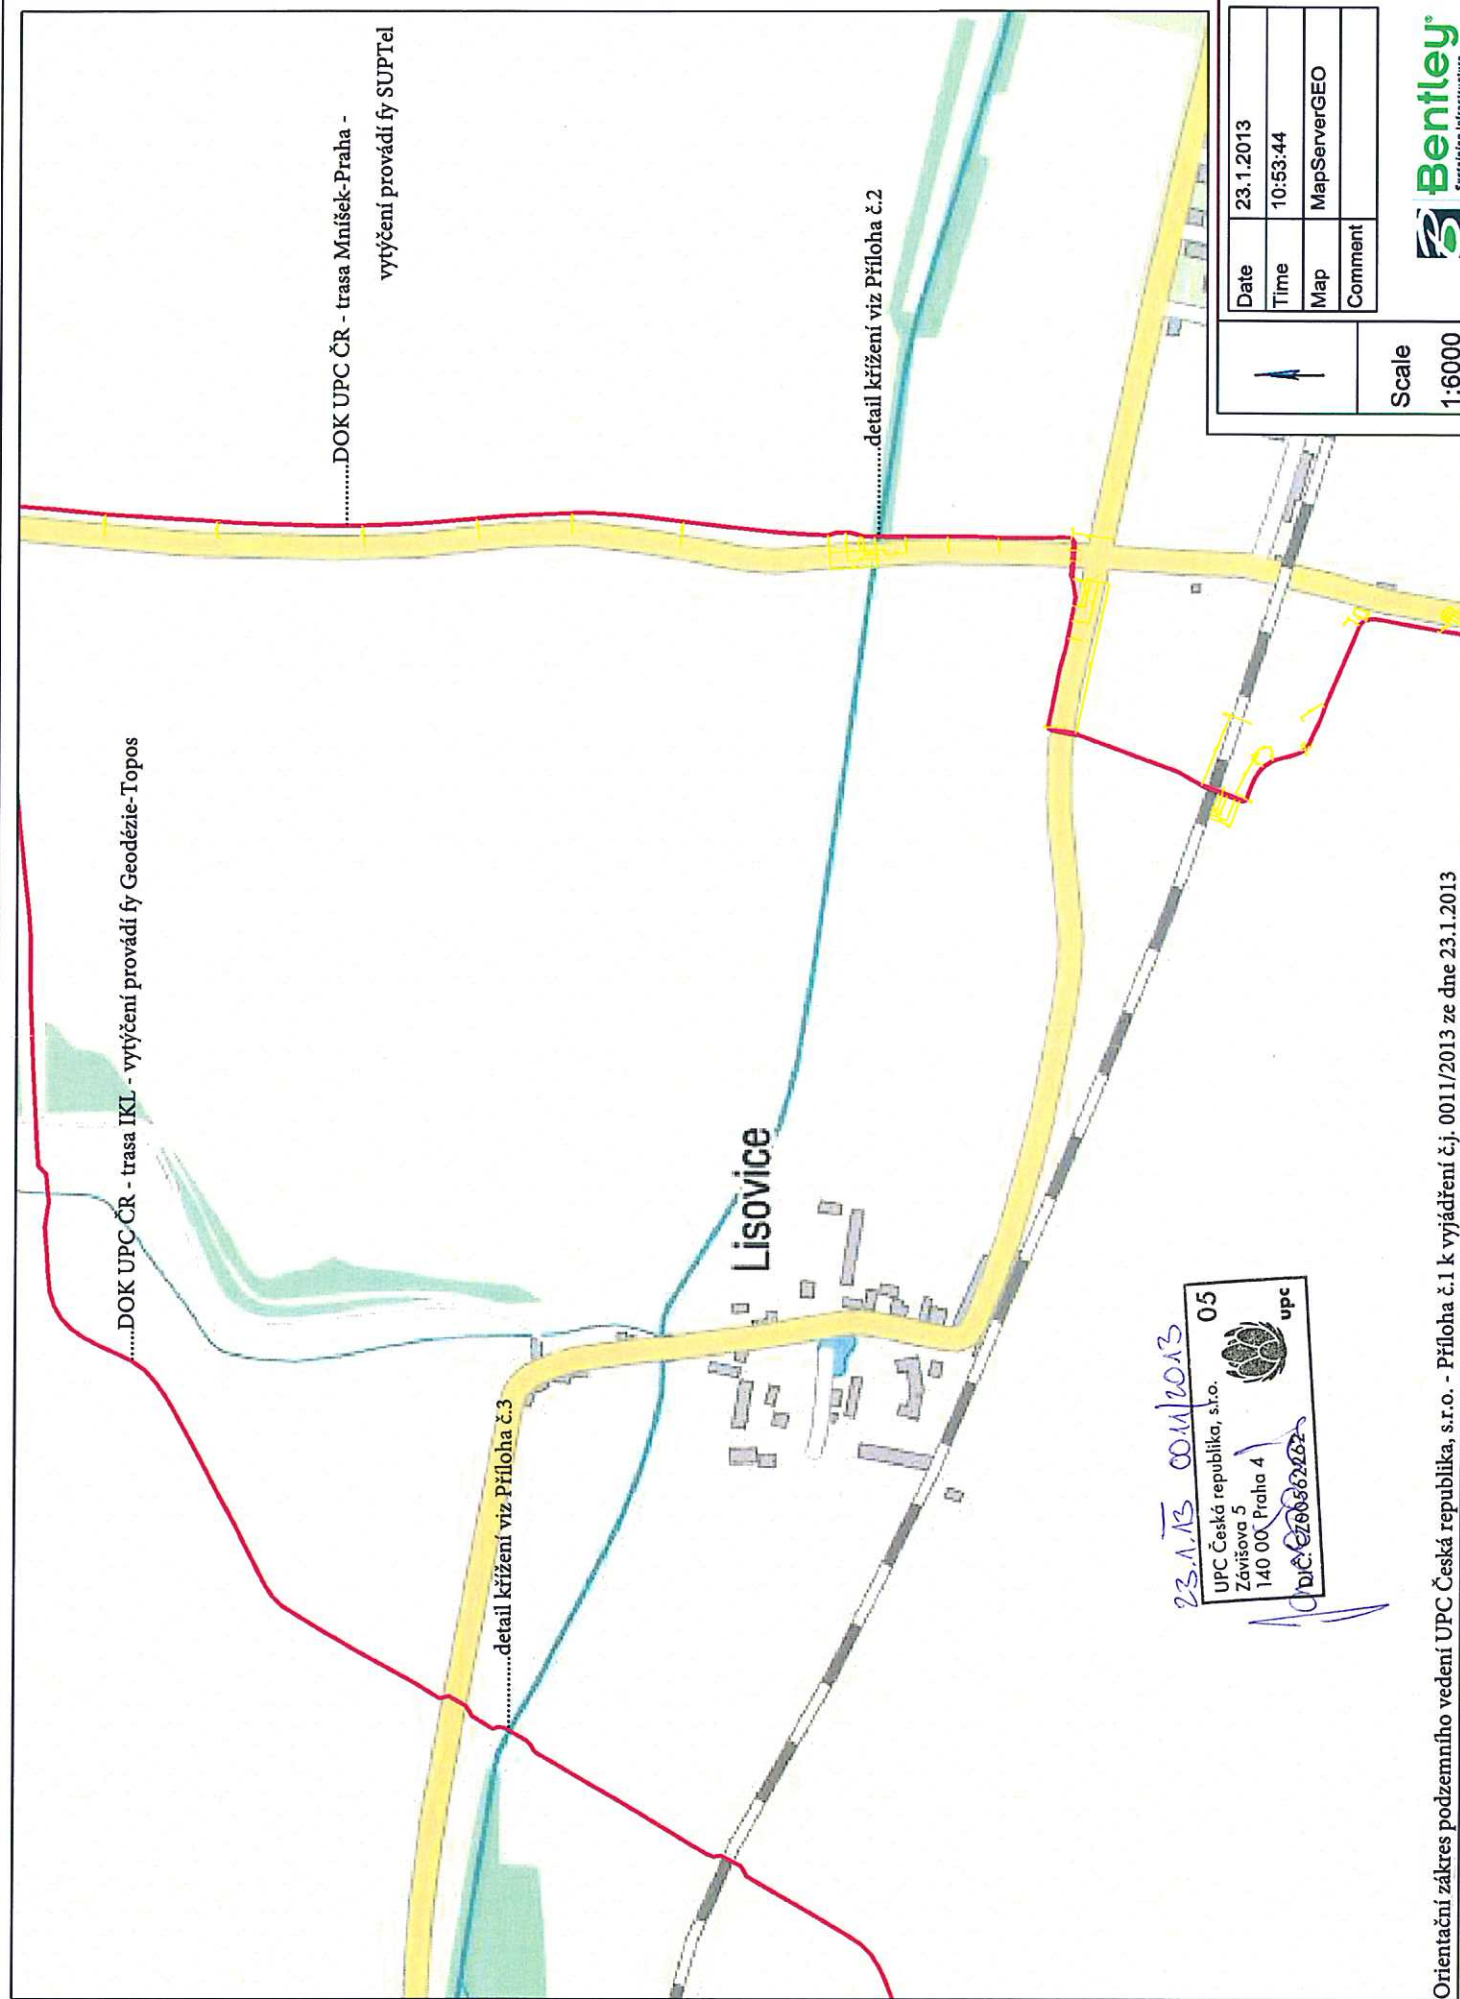 DOK UPC ČR - trasa IKL - vytýčení provádí fy Geodézie-Topos
DOK UPC ČR - trasa Mníšek-Praha -
vytýčení provádí fy SUPTel
detail křížení viz Příloha č.3
detail křížení viz Příloha č.2
Lisovice
23.1.13 0011/2013
UPC Česká republika, s.r.o. 05
Závišova 5
140 00 Praha 4
DIČ: CZ00562262
upc
Date 23.1.2013
Time 10:53:44
Map MapServerGEO
Comment
Scale
1:6000
Bentley
Orientační zákres podzemního vedení UPC Česká republika, s.r.o. - Příloha č.1 k vyjádření č.j. 0011/2013 ze dne 23.1.2013